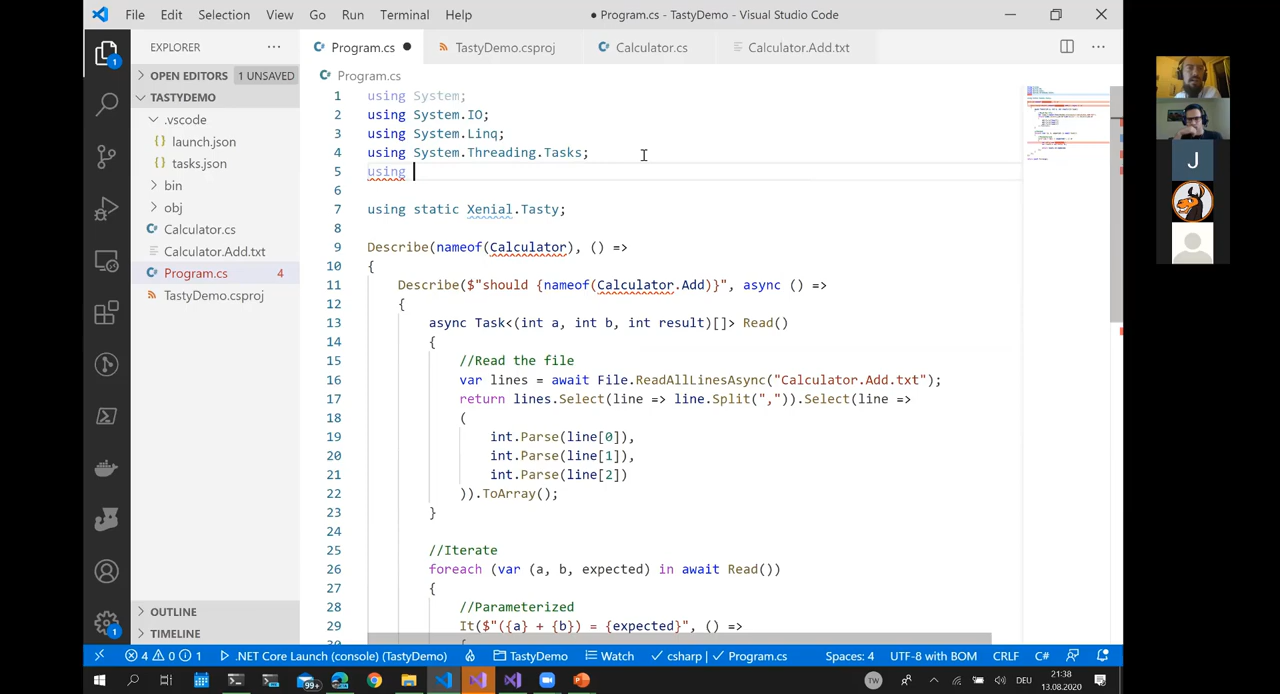 File Edit Selection View Go Run Terminal Help
● Program.cs - TastyDemo - Visual Studio Code
EXPLORER
Program.cs
TastyDemo.csproj
Calculator.cs
Calculator.Add.txt
OPEN EDITORS 1 UNSAVED
TASTYDEMO
.vscode
launch.json
tasks.json
bin
obj
Calculator.cs
Calculator.Add.txt
Program.cs 4
TastyDemo.csproj
OUTLINE
TIMELINE
1
1
Program.cs
1 using System;
2 using System.IO;
3 using System.Linq;
4 using System.Threading.Tasks;
5 using
6
7 using static Xenial.Tasty;
8
9 Describe(nameof(Calculator), () =>
10 {
11 Describe($"should {nameof(Calculator.Add)}", async () =>
12 {
13 async Task<(int a, int b, int result)[]> Read()
14 {
15 //Read the file
16 var lines = await File.ReadAllLinesAsync("Calculator.Add.txt");
17 return lines.Select(line => line.Split(",")).Select(line =>
18 (
19 int.Parse(line[0]),
20 int.Parse(line[1]),
21 int.Parse(line[2])
22 )).ToArray();
23 }
24
25 //Iterate
26 foreach (var (a, b, expected) in await Read())
27 {
28 //Parameterized
29 It($"({a} + {b}) = {expected}", () =>
30 {
J
4 0 1 .NET Core Launch (console) (TastyDemo) TastyDemo Watch csharp | Program.cs Spaces: 4 UTF-8 with BOM CRLF C#
99+ TW DEU 21:38
13.08.2020